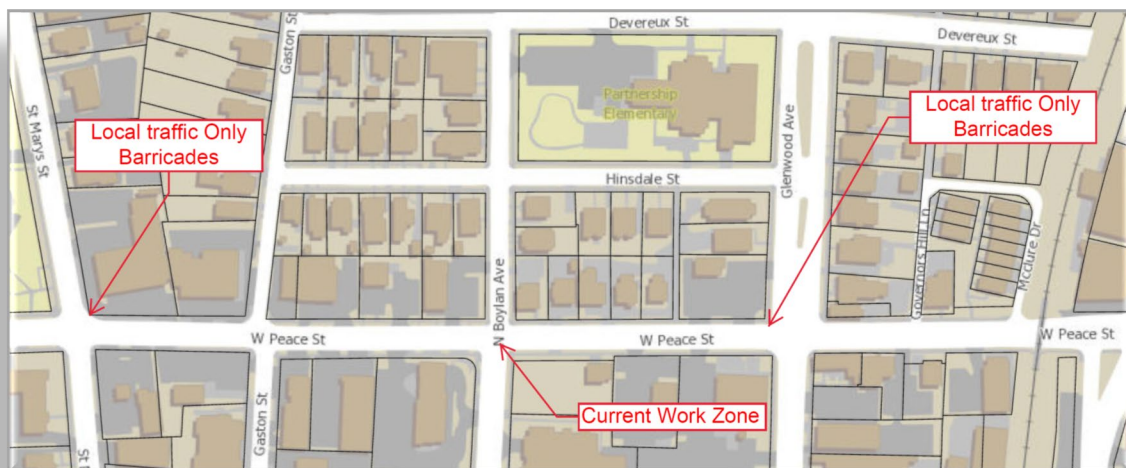 Devereux St
Devereux St
Gaston St
St Marys St
Local traffic Only
Barricades
Partnership
Elementary
Glenwood Ave
Local traffic Only
Barricades
Hinsdale St
N Boylan Ave
Governors Hill Ln
Mcclure Dr
W Peace St
W Peace St
W Peace St
Gaston St
Current Work Zone